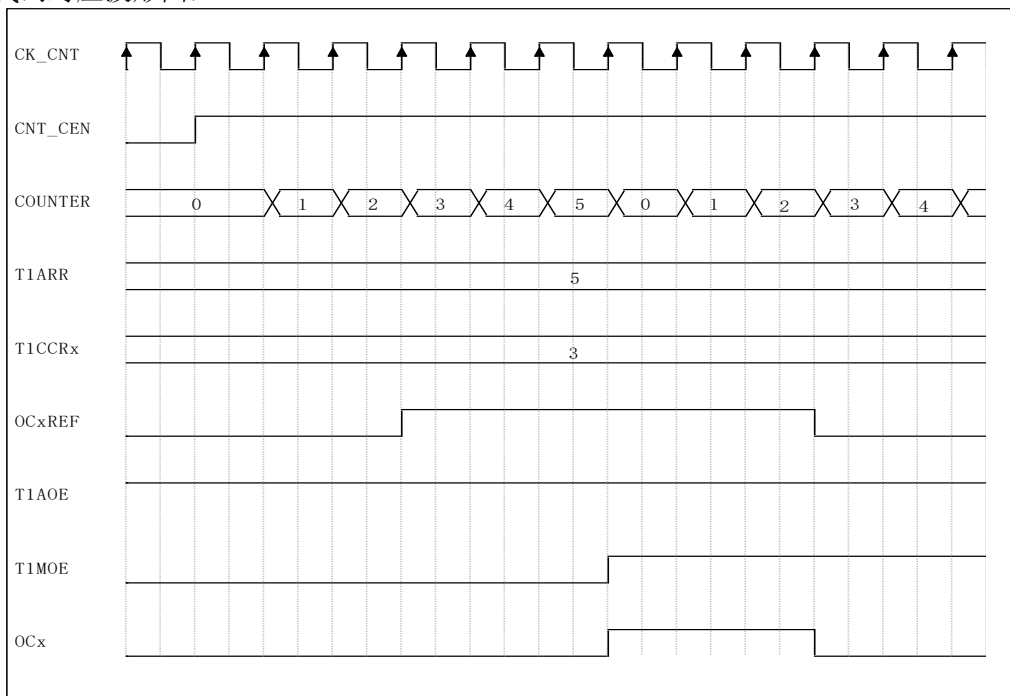 CK_CNT
CNT_CEN
COUNTER 0 1 2 3 4 5 0 1 2 3 4
T1ARR 5
T1CCRx 3
OCxREF
T1AOE
T1MOE
OCx